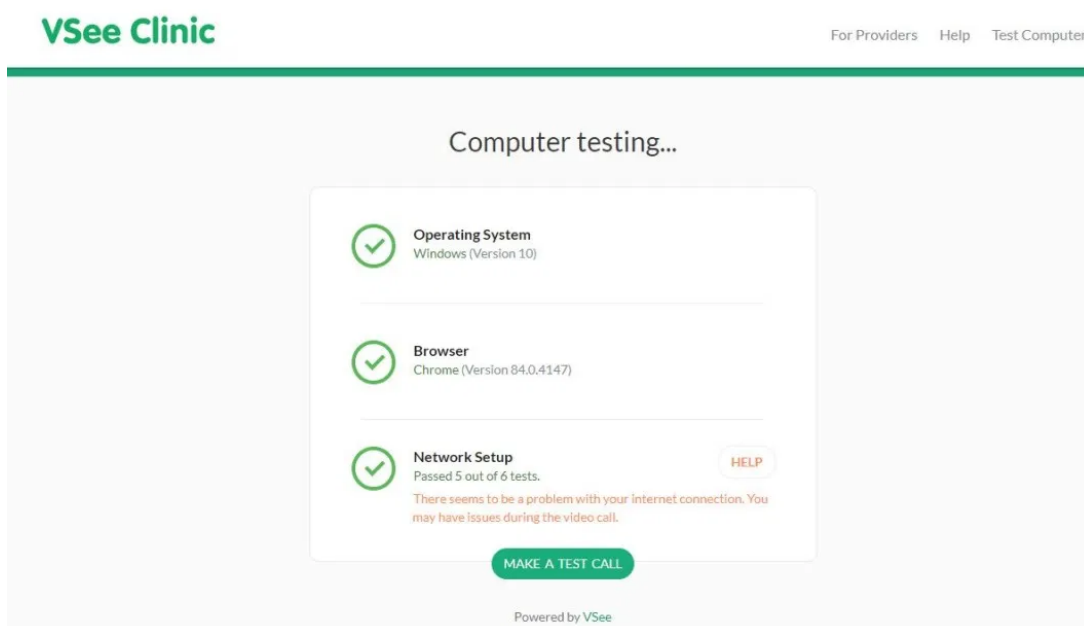 VSee Clinic
For Providers Help Test Computer
Computer testing...
Operating System
Windows (Version 10)
Browser
Chrome (Version 84.0.4147)
Network Setup
HELP
Passed 5 out of 6 tests.
There seems to be a problem with your internet connection. You
may have issues during the video call.
MAKE A TEST CALL
Powered by VSee